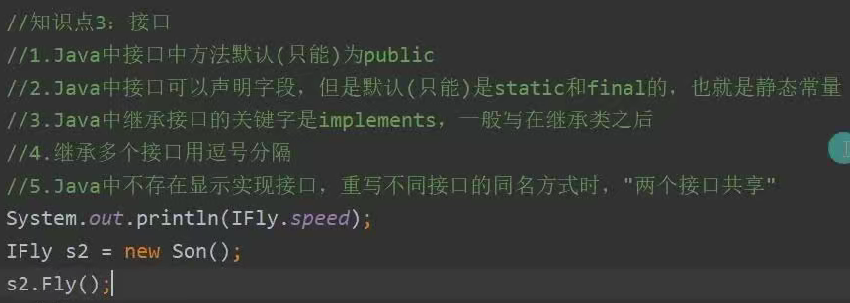 //知识点3：接口
//1.Java中接口中方法默认(只能)为public
//2.Java中接口可以声明字段，但是默认(只能)是static和final的，也就是静态常量
//3.Java中继承接口的关键字是implements，一般写在继承类之后
//4.继承多个接口用逗号分隔
//5.Java中不存在显示实现接口，重写不同接口的同名方式时，"两个接口共享"
System.out.println(IFly.speed);
IFly s2 = new Son();
s2.Fly();